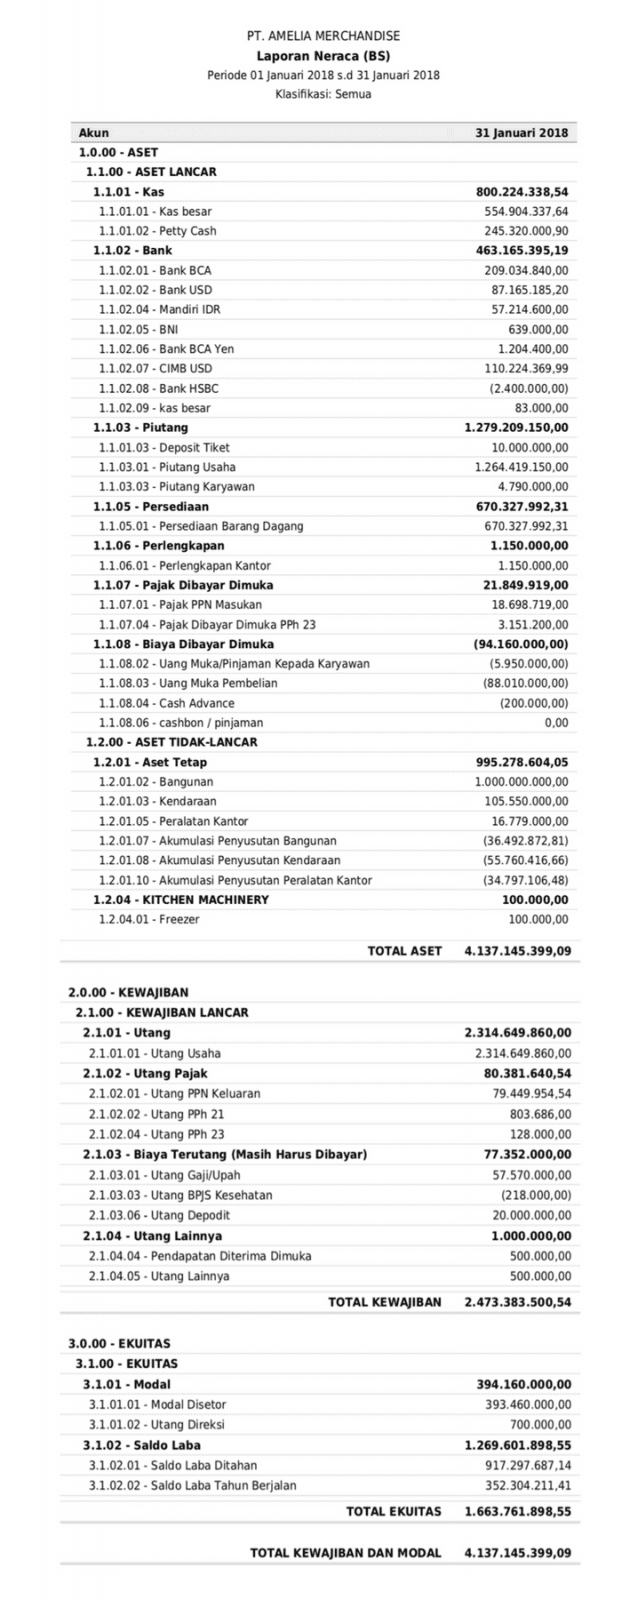 PT. AMELIA MERCHANDISE
Laporan Neraca (BS)
Periode 01 Januari 2018 s.d 31 Januari 2018
Klasifikasi: Semua
Akun 31 Januari 2018
1.0.00 - ASET
1.1.00 - ASET LANCAR
1.1.01 - Kas 800.224.338,54
1.1.01.01 - Kas besar 554.904.337,64
1.1.01.02 - Petty Cash 245.320.000,90
1.1.02 - Bank 463.165.395,19
1.1.02.01 - Bank BCA 209.034.840,00
1.1.02.02 - Bank USD 87.165.185,20
1.1.02.04 - Mandiri IDR 57.214.600,00
1.1.02.05 - BNI 639.000,00
1.1.02.06 - Bank BCA Yen 1.204.400,00
1.1.02.07 - CIMB USD 110.224.369,99
1.1.02.08 - Bank HSBC (2.400.000,00)
1.1.02.09 - kas besar 83.000,00
1.1.03 - Piutang 1.279.209.150,00
1.1.01.03 - Deposit Tiket 10.000.000,00
1.1.03.01 - Piutang Usaha 1.264.419.150,00
1.1.03.03 - Piutang Karyawan 4.790.000,00
1.1.05 - Persediaan 670.327.992,31
1.1.05.01 - Persediaan Barang Dagang 670.327.992,31
1.1.06 - Perlengkapan 1.150.000,00
1.1.06.01 - Perlengkapan Kantor 1.150.000,00
1.1.07 - Pajak Dibayar Dimuka 21.849.919,00
1.1.07.01 - Pajak PPN Masukan 18.698.719,00
1.1.07.04 - Pajak Dibayar Dimuka PPh 23 3.151.200,00
1.1.08 - Biaya Dibayar Dimuka (94.160.000,00)
1.1.08.02 - Uang Muka/Pinjaman Kepada Karyawan (5.950.000,00)
1.1.08.03 - Uang Muka Pembelian (88.010.000,00)
1.1.08.04 - Cash Advance (200.000,00)
1.1.08.06 - cashbon / pinjaman 0,00
1.2.00 - ASET TIDAK-LANCAR
1.2.01 - Aset Tetap 995.278.604,05
1.2.01.02 - Bangunan 1.000.000.000,00
1.2.01.03 - Kendaraan 105.550.000,00
1.2.01.05 - Peralatan Kantor 16.779.000,00
1.2.01.07 - Akumulasi Penyusutan Bangunan (36.492.872,81)
1.2.01.08 - Akumulasi Penyusutan Kendaraan (55.760.416,66)
1.2.01.10 - Akumulasi Penyusutan Peralatan Kantor (34.797.106,48)
1.2.04 - KITCHEN MACHINERY 100.000,00
1.2.04.01 - Freezer 100.000,00
TOTAL ASET 4.137.145.399,09
2.0.00 - KEWAJIBAN
2.1.00 - KEWAJIBAN LANCAR
2.1.01 - Utang 2.314.649.860,00
2.1.01.01 - Utang Usaha 2.314.649.860,00
2.1.02 - Utang Pajak 80.381.640,54
2.1.02.01 - Utang PPN Keluaran 79.449.954,54
2.1.02.02 - Utang PPh 21 803.686,00
2.1.02.04 - Utang PPh 23 128.000,00
2.1.03 - Biaya Terutang (Masih Harus Dibayar) 77.352.000,00
2.1.03.01 - Utang Gaji/Upah 57.570.000,00
2.1.03.03 - Utang BPJS Kesehatan (218.000,00)
2.1.03.06 - Utang Depodit 20.000.000,00
2.1.04 - Utang Lainnya 1.000.000,00
2.1.04.04 - Pendapatan Diterima Dimuka 500.000,00
2.1.04.05 - Utang Lainnya 500.000,00
TOTAL KEWAJIBAN 2.473.383.500,54
3.0.00 - EKUITAS
3.1.00 - EKUITAS
3.1.01 - Modal 394.160.000,00
3.1.01.01 - Modal Disetor 393.460.000,00
3.1.01.02 - Utang Direksi 700.000,00
3.1.02 - Saldo Laba 1.269.601.898,55
3.1.02.01 - Saldo Laba Ditahan 917.297.687,14
3.1.02.02 - Saldo Laba Tahun Berjalan 352.304.211,41
TOTAL EKUITAS 1.663.761.898,55
TOTAL KEWAJIBAN DAN MODAL 4.137.145.399,09